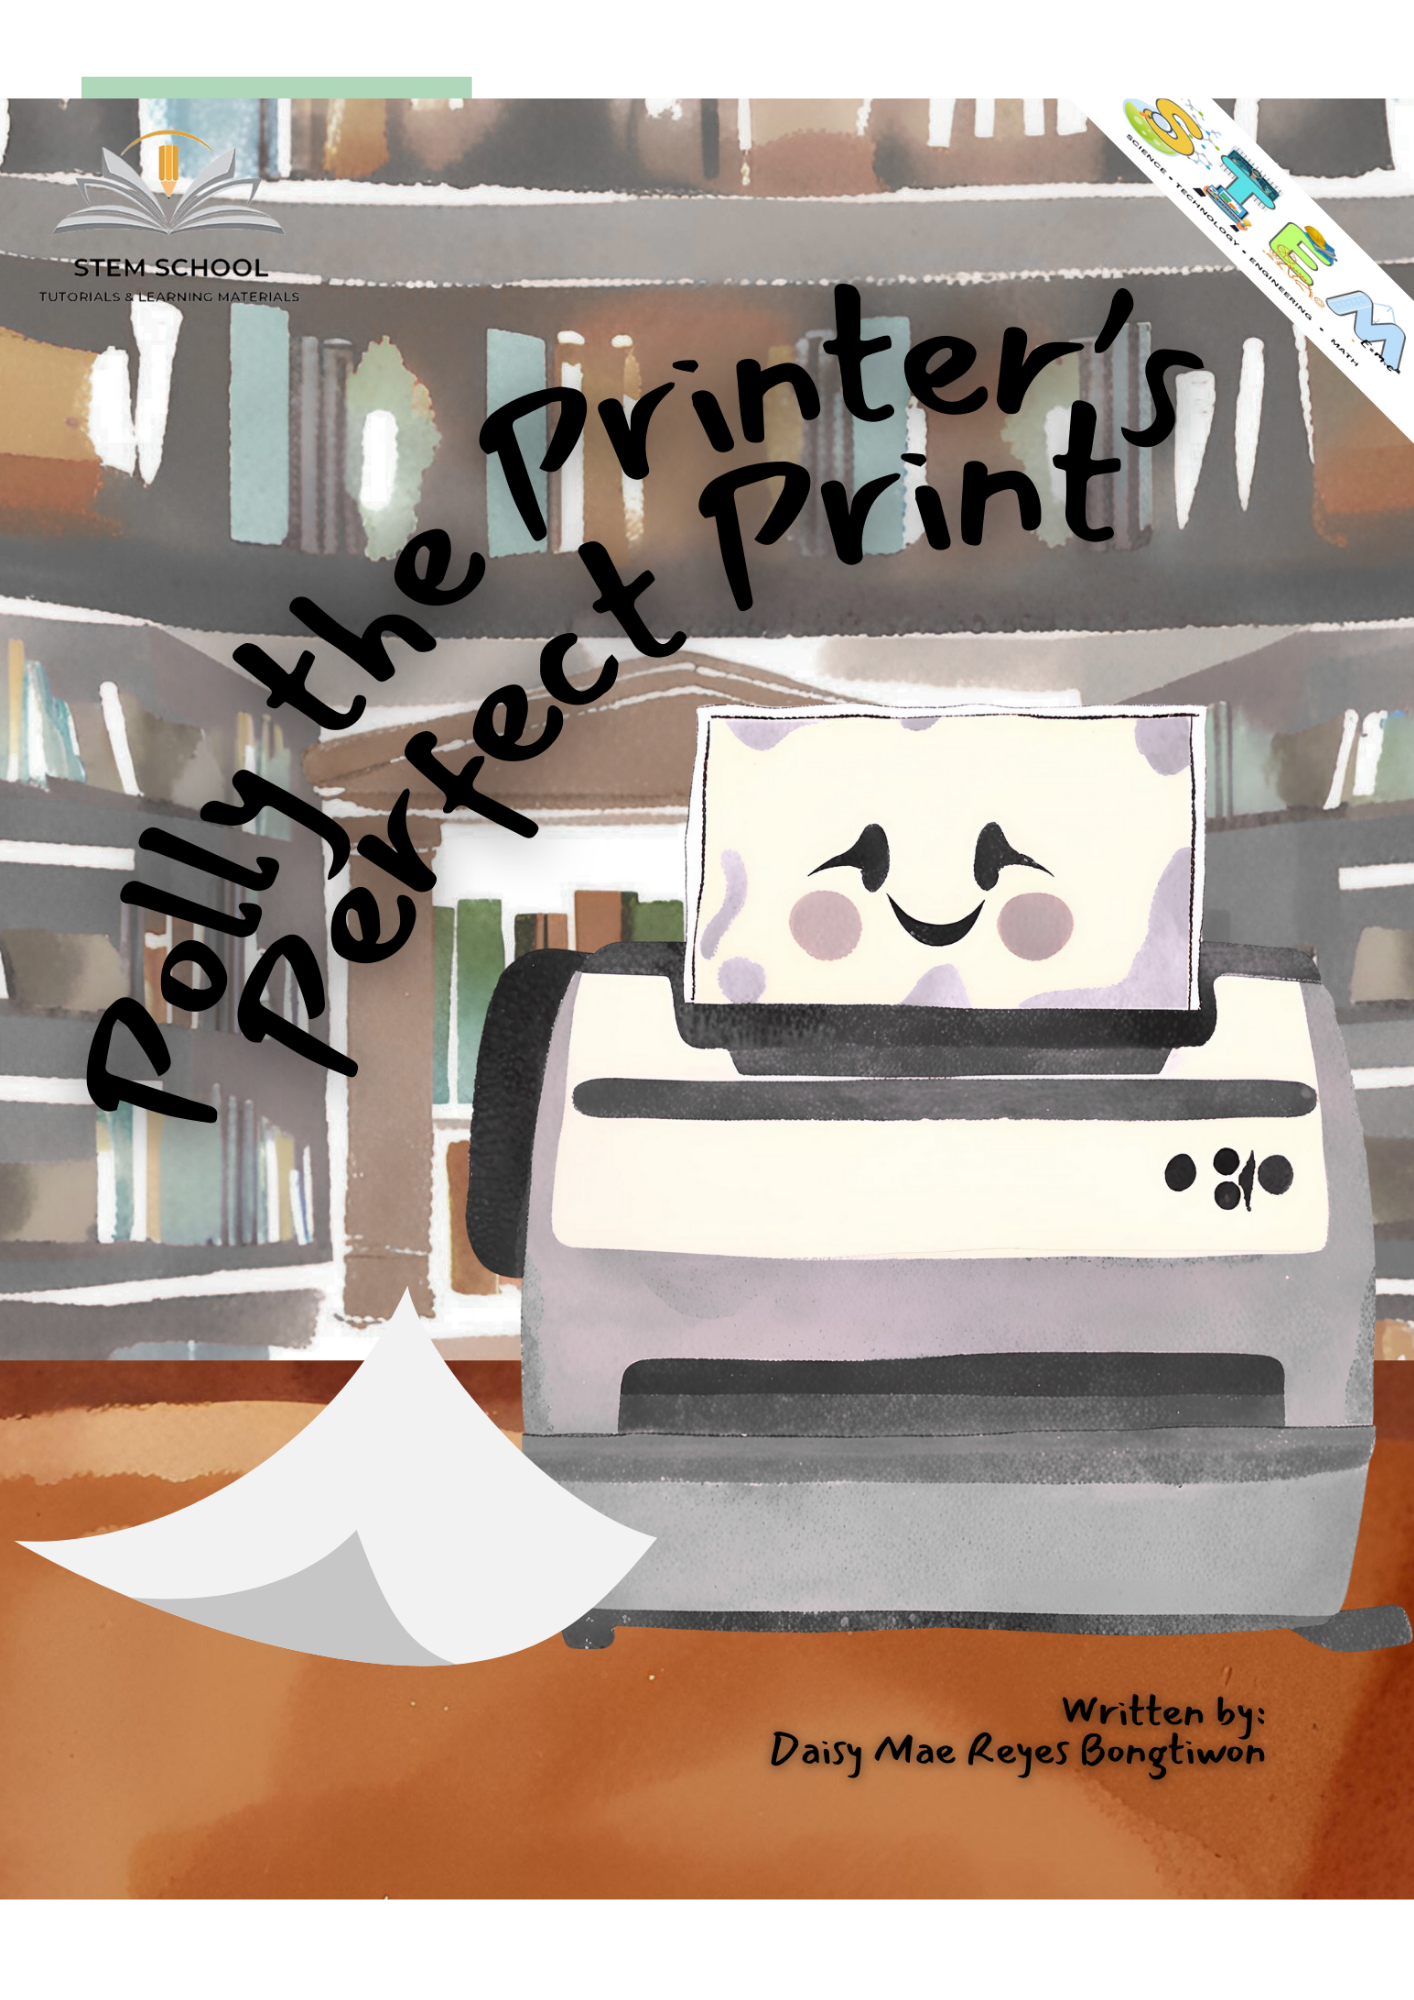 STEM SCHOOL
TUTORIALS & LEARNING MATERIALS
STEM
SCIENCE • TECHNOLOGY • ENGINEERING • MATH
Polly the Printer's
Perfect Print
Written by:
Daisy Mae Reyes Bongtiwon